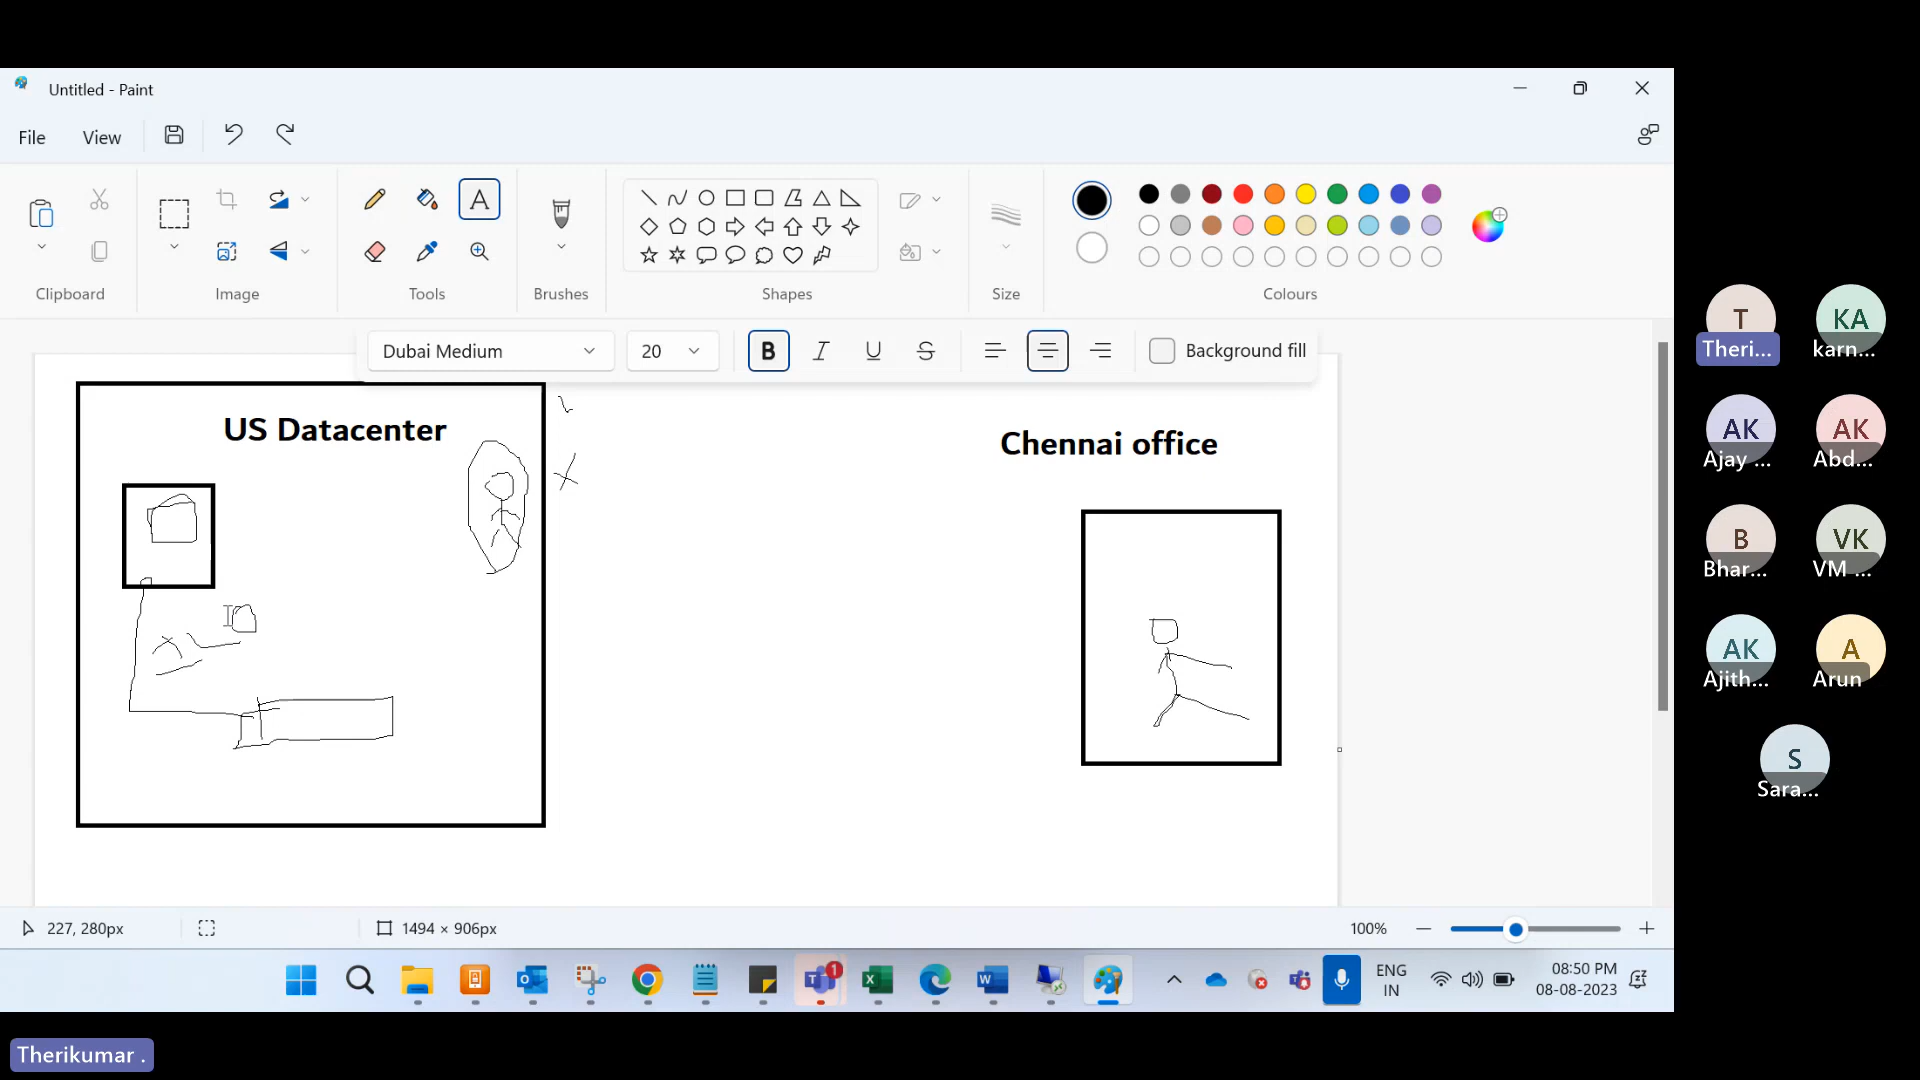 Untitled - Paint
File View
Clipboard
Image
Tools
Brushes
Shapes
Size
Colours
A
Dubai Medium
20
B I U S
Background fill
US Datacenter
Chennai office
T
Theri...
KA
karn...
AK
Ajay ...
AK
Abd...
B
Bhar...
VK
VM ...
AK
Ajith...
A
Arun
S
Sara...
227, 280px
1494 × 906px
100%
1
ENG
IN
08:50 PM
08-08-2023
Therikumar .